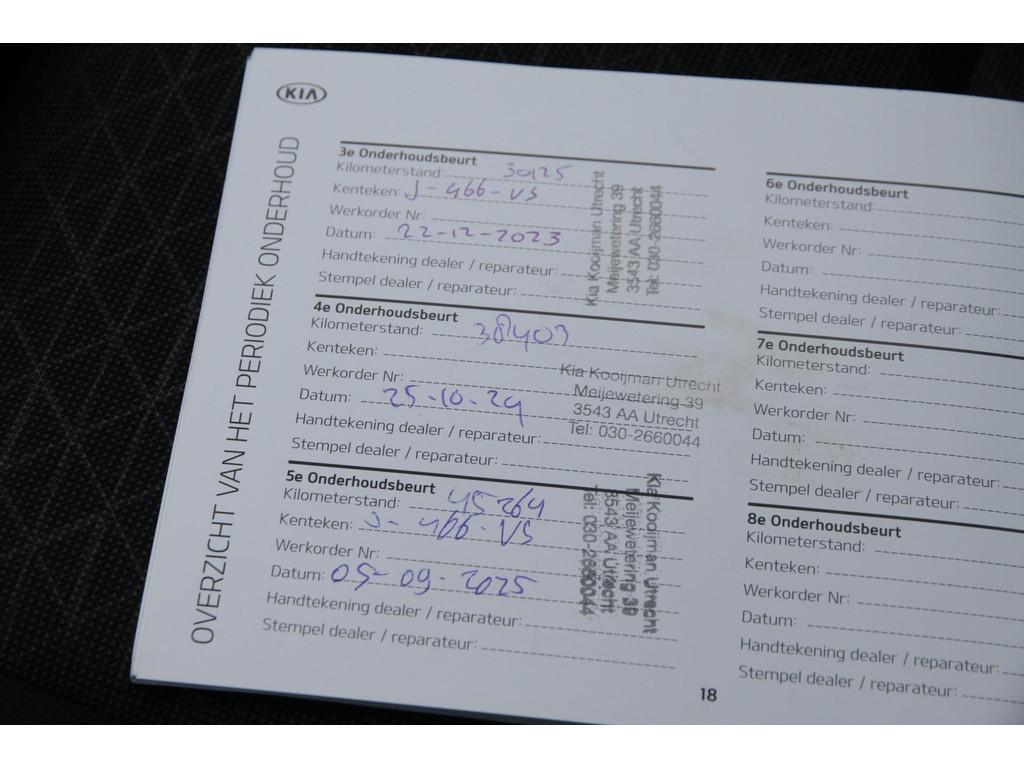 KIA
OVERZICHT VAN HET PERIODIEK ONDERHOUD
3e Onderhoudsbeurt
Kilometerstand: 30125
Kenteken: J-466-VS
Werkorder Nr:
Datum: 22-12-2023
Handtekening dealer / reparateur:
Stempel dealer / reparateur:
Kia Kooijman Utrecht
Meijewetering 39
3543 AA Utrecht
Tel: 030-2660044
4e Onderhoudsbeurt
Kilometerstand: 38403
Kenteken:
Werkorder Nr:
Datum: 25-10-24
Handtekening dealer / reparateur:
Stempel dealer / reparateur:
Kia Kooijman Utrecht
Meijewetering 39
3543 AA Utrecht
Tel: 030-2660044
5e Onderhoudsbeurt
Kilometerstand: 45264
Kenteken: J-466-VS
Werkorder Nr:
Datum: 05-09-2025
Handtekening dealer / reparateur:
Stempel dealer / reparateur:
Kia Kooijman Utrecht
Meijewetering 39
3543 AA Utrecht
Tel: 030-2660044
6e Onderhoudsbeurt
Kilometerstand:
Kenteken:
Werkorder Nr:
Datum:
Handtekening dealer / reparateur:
Stempel dealer / reparateur:
7e Onderhoudsbeurt
Kilometerstand:
Kenteken:
Werkorder Nr:
Datum:
Handtekening dealer / reparateur:
Stempel dealer / reparateur:
8e Onderhoudsbeurt
Kilometerstand:
Kenteken:
Werkorder Nr:
Datum:
Handtekening dealer / reparateur:
Stempel dealer / reparateur:
18